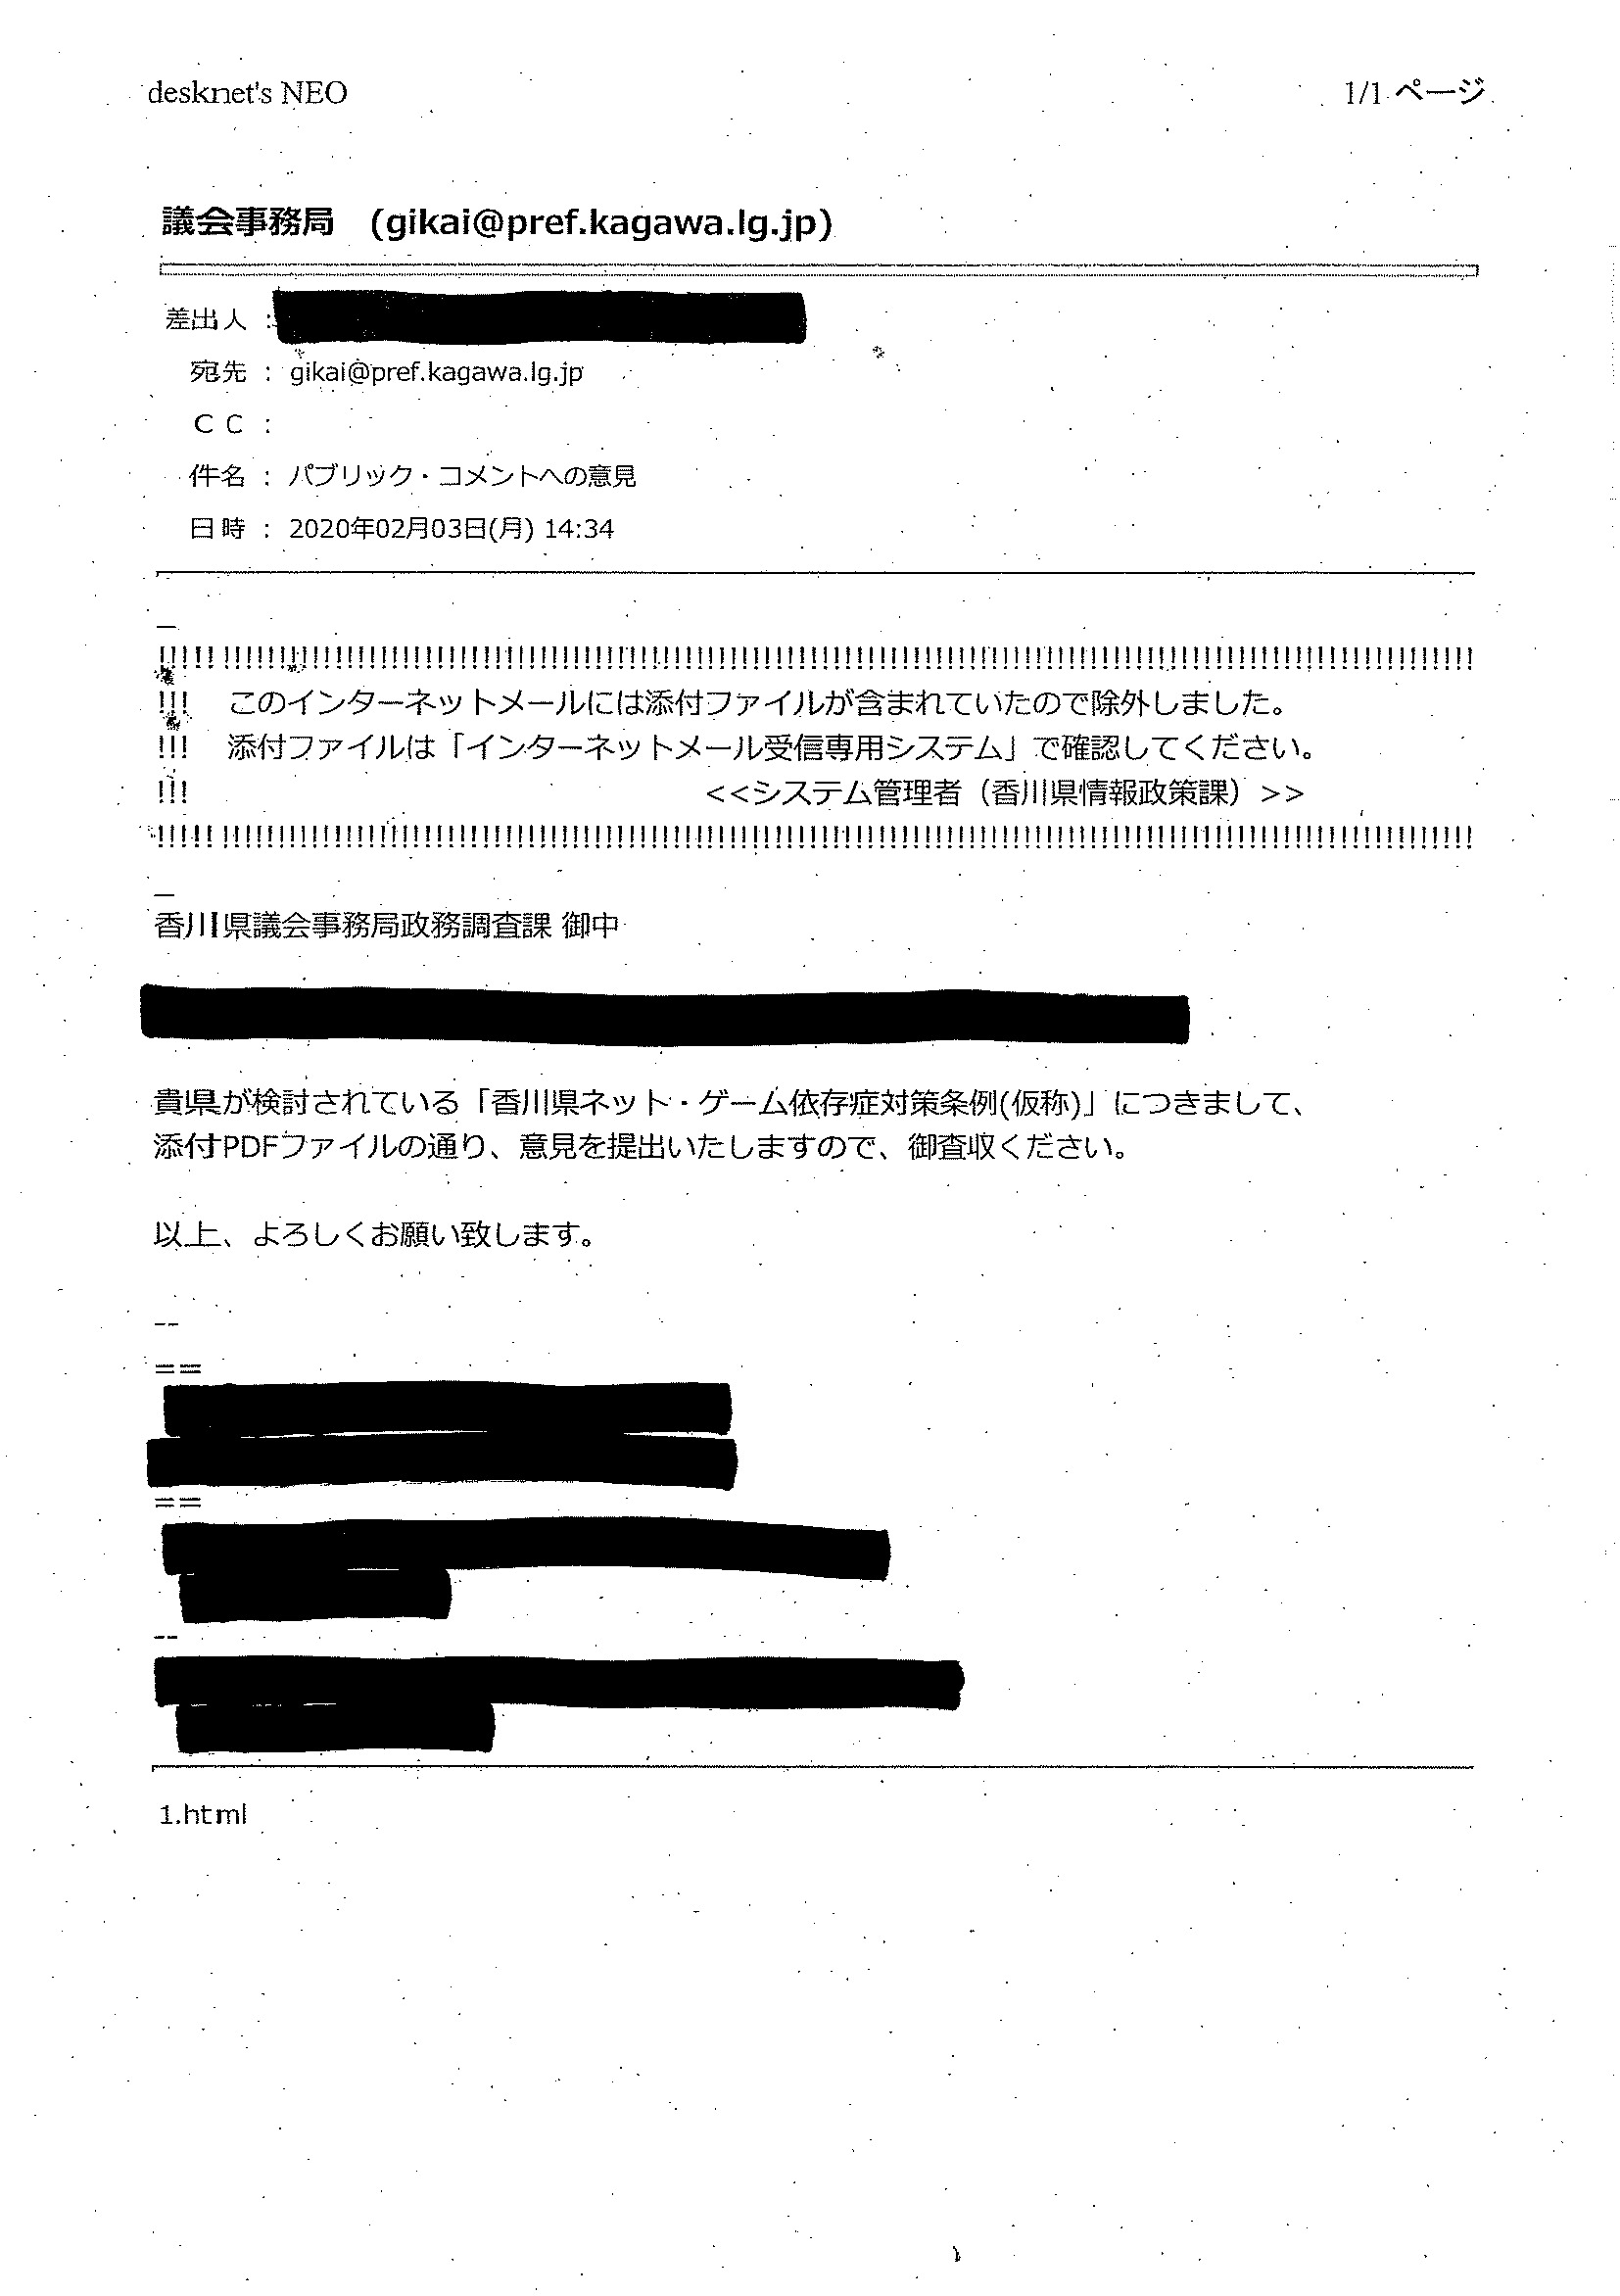 desknet's NEO
1/1 ページ
議会事務局 (gikai@pref.kagawa.lg.jp)
差出人 :
宛先 : gikai@pref.kagawa.lg.jp
ＣＣ :
件名 : パブリック・コメントへの意見
日時 : 2020年02月03日(月) 14:34
_
!!!!!!!!!!!!!!!!!!!!!!!!!!!!!!!!!!!!!!!!!!!!!!!!!!!!!!!!!!!!!!!!!!!!!!!!!!!!!!!!!!!!!!!!!!!!!!!!!!!!!!!!!!!!!!!!!!!!!!!!
!!! このインターネットメールには添付ファイルが含まれていたので除外しました。
!!! 添付ファイルは「インターネットメール受信専用システム」で確認してください。
!!! <<システム管理者（香川県情報政策課）>>
!!!!!!!!!!!!!!!!!!!!!!!!!!!!!!!!!!!!!!!!!!!!!!!!!!!!!!!!!!!!!!!!!!!!!!!!!!!!!!!!!!!!!!!!!!!!!!!!!!!!!!!!!!!!!!!!!!!!!!!!
_
香川県議会事務局政務調査課 御中
貴県が検討されている「香川県ネット・ゲーム依存症対策条例(仮称)」につきまして、
添付PDFファイルの通り、意見を提出いたしますので、御査収ください。
以上、よろしくお願い致します。
--
==
==
--
1.html